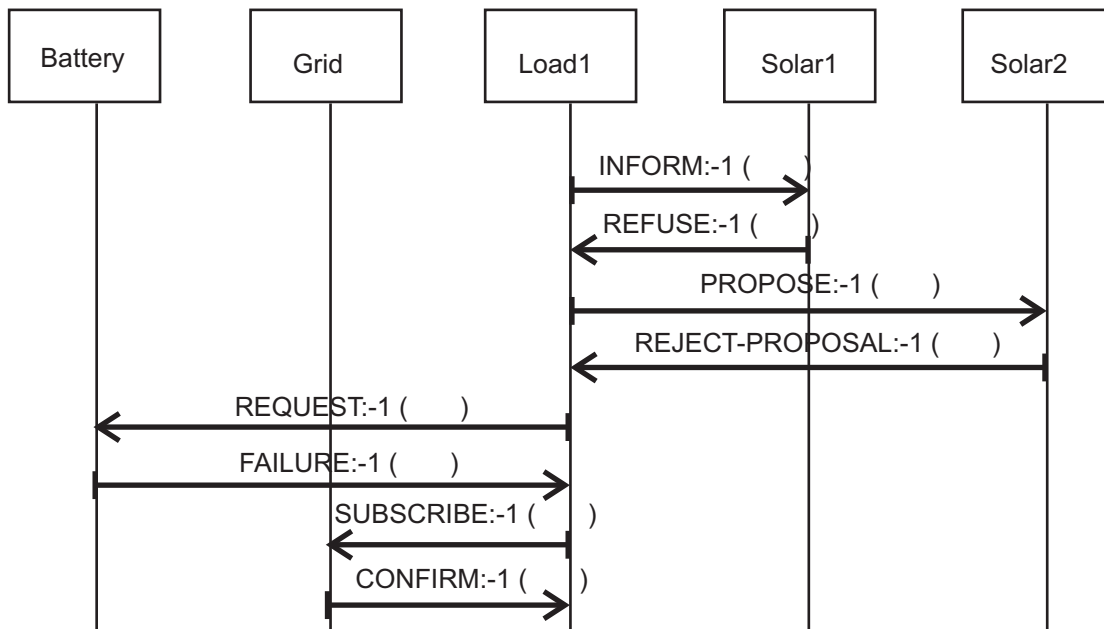 Battery
Grid
Load1
Solar1
Solar2
INFORM:-1 ( )
REFUSE:-1 ( )
PROPOSE:-1 ( )
REJECT-PROPOSAL:-1 ( )
REQUEST:-1 ( )
FAILURE:-1 ( )
SUBSCRIBE:-1 ( )
CONFIRM:-1 ( )